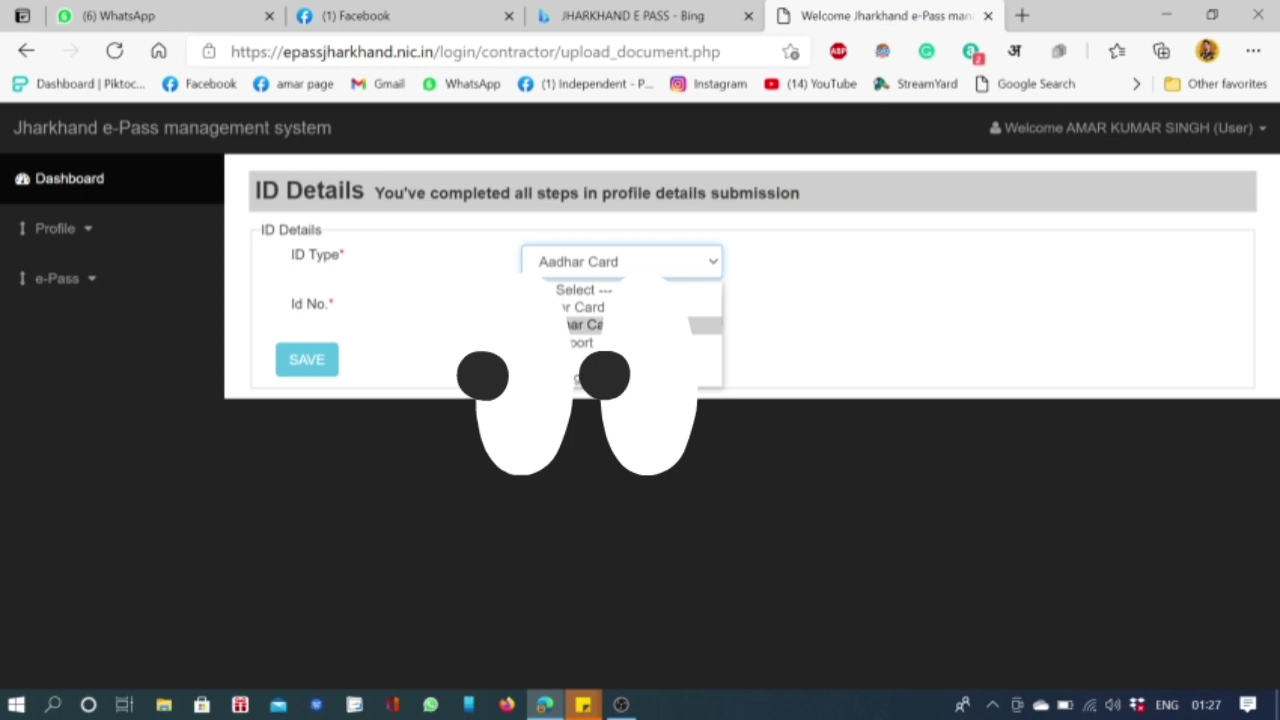 (6) WhatsApp
(1) Facebook
JHARKHAND E PASS - Bing
Welcome Jharkhand e-Pass man
https://epassjharkhand.nic.in/login/contractor/upload_document.php
ABP
अ
2
Dashboard | Piktoc...
Facebook
amar page
Gmail
WhatsApp
(1) Independent - P...
Instagram
(14) YouTube
StreamYard
Google Search
Other favorites
Jharkhand e-Pass management system
Welcome AMAR KUMAR SINGH (User)
Dashboard
Profile
e-Pass
ID Details You've completed all steps in profile details submission
ID Details
ID Type*
Aadhar Card
Select ---
Card
Id No.*
SAVE
ENG
01:27